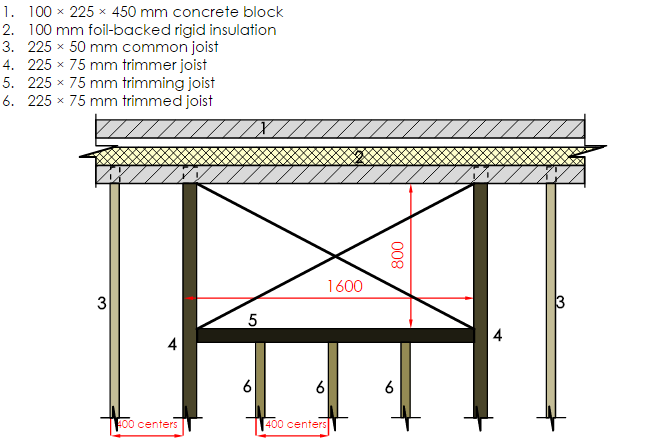 1. 100 × 225 × 450 mm concrete block
2. 100 mm foil-backed rigid insulation
3. 225 × 50 mm common joist
4. 225 × 75 mm trimmer joist
5. 225 × 75 mm trimming joist
6. 225 × 75 mm trimmed joist
1
2
800
1600
3
3
5
4
4
6
6
6
400 centers
400 centers